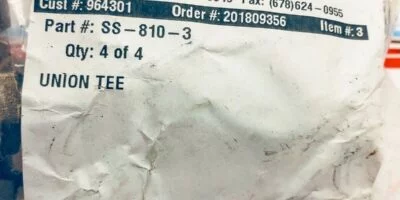 Fax: (678)624-0955
Cust #: 964301 Order #: 201809356 Item #: 3
Part #: SS-810-3
Qty: 4 of 4
UNION TEE